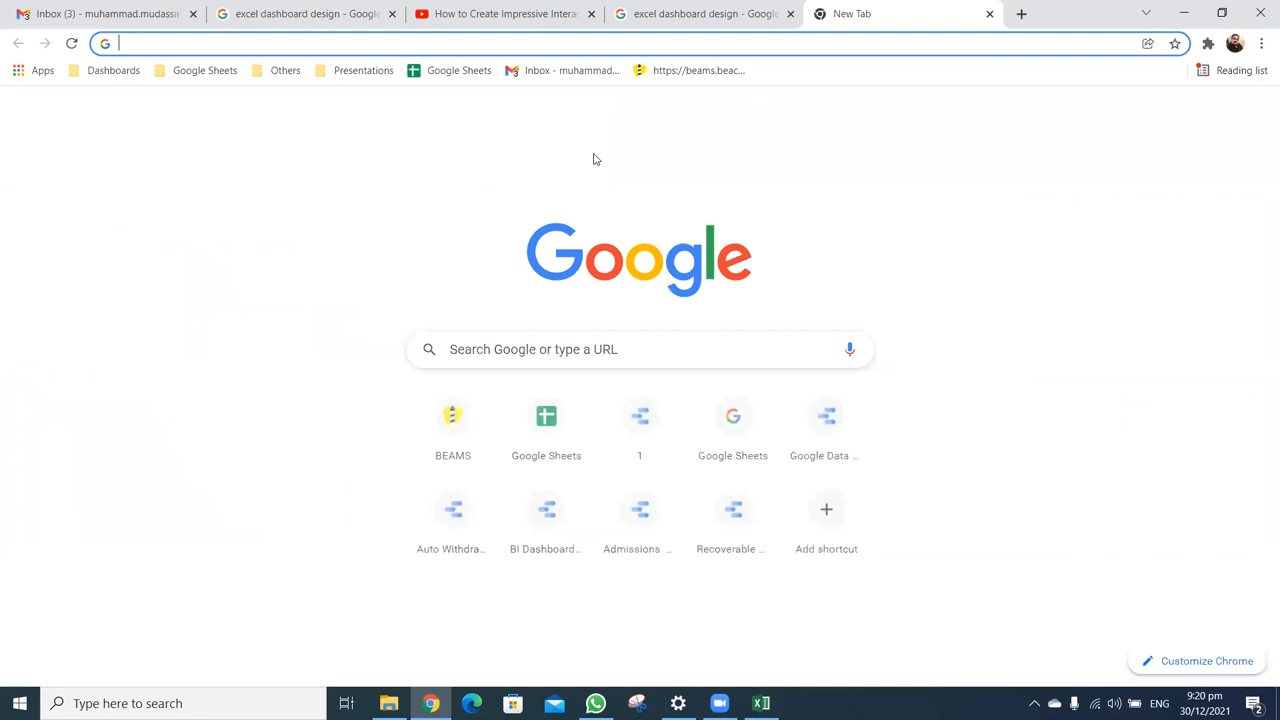 Inbox (3) - muhammad.mudassir
excel dashboard design - Google
How to Create Impressive Interac
excel dashboard design - Google
New Tab
Apps
Dashboards
Google Sheets
Others
Presentations
Google Sheets
Inbox - muhammad...
https://beams.beac...
Reading list
Google
Search Google or type a URL
BEAMS
Google Sheets
1
Google Sheets
Google Data ...
Auto Withdra...
BI Dashboard...
Admissions ...
Recoverable ...
Add shortcut
Customize Chrome
Type here to search
9:20 pm
30/12/2021
2